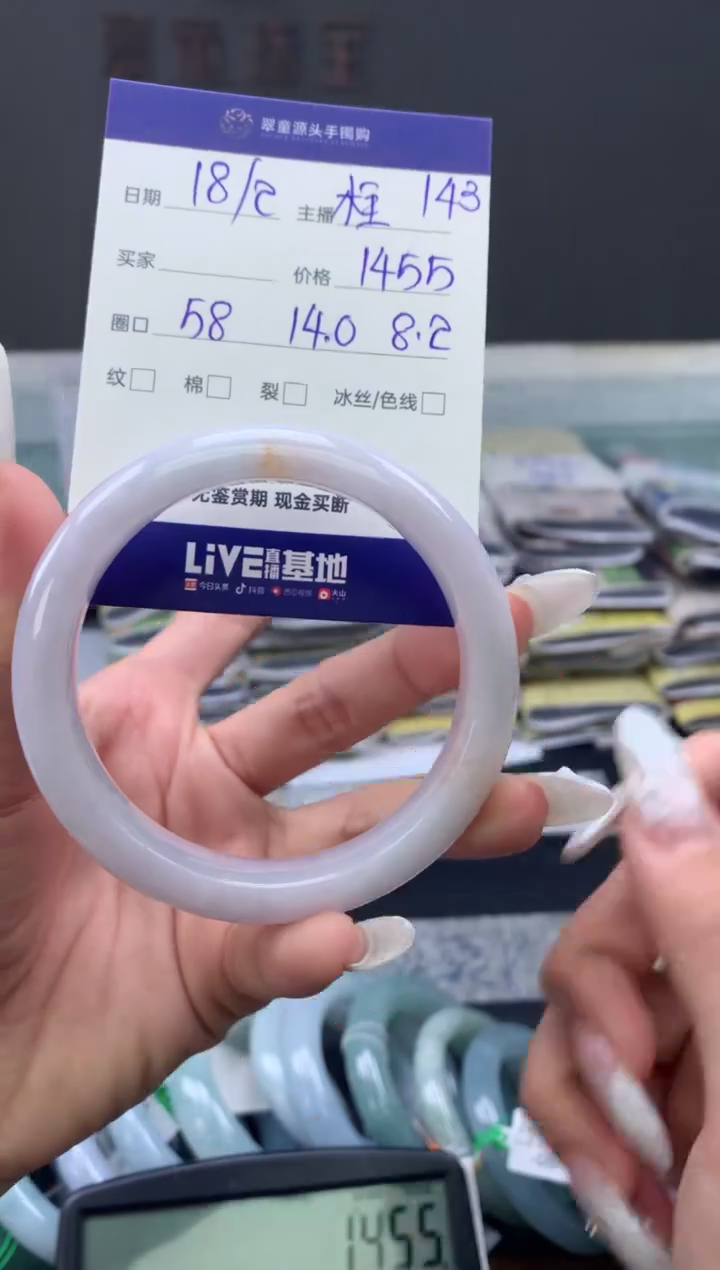 翠童源头手镯购
日期 18/2 主播 桂 143
买家 价格 1455
圈口 58 14.0 8.2
纹 棉 裂 冰丝/色线
无鉴赏期 现金买断
LiVE直播基地
今日头条 抖音 西瓜视频 火山
1455